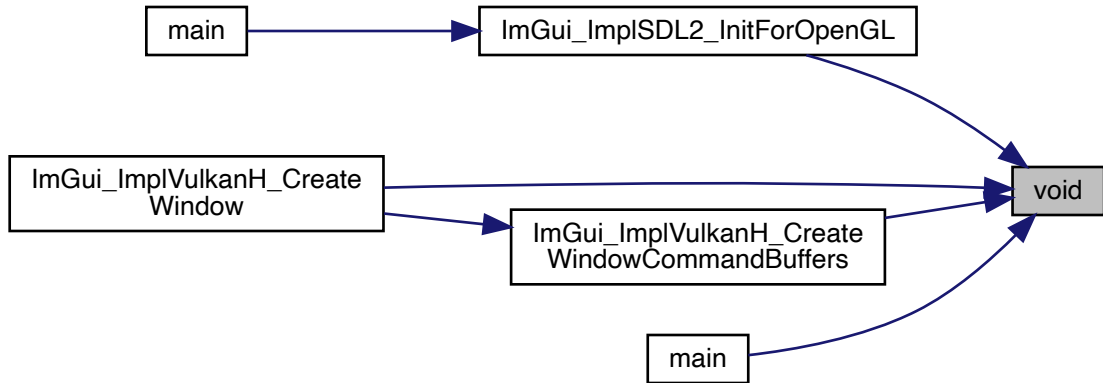 main
ImGui_ImplSDL2_InitForOpenGL
ImGui_ImplVulkanH_Create
Window
void
ImGui_ImplVulkanH_Create
WindowCommandBuffers
main